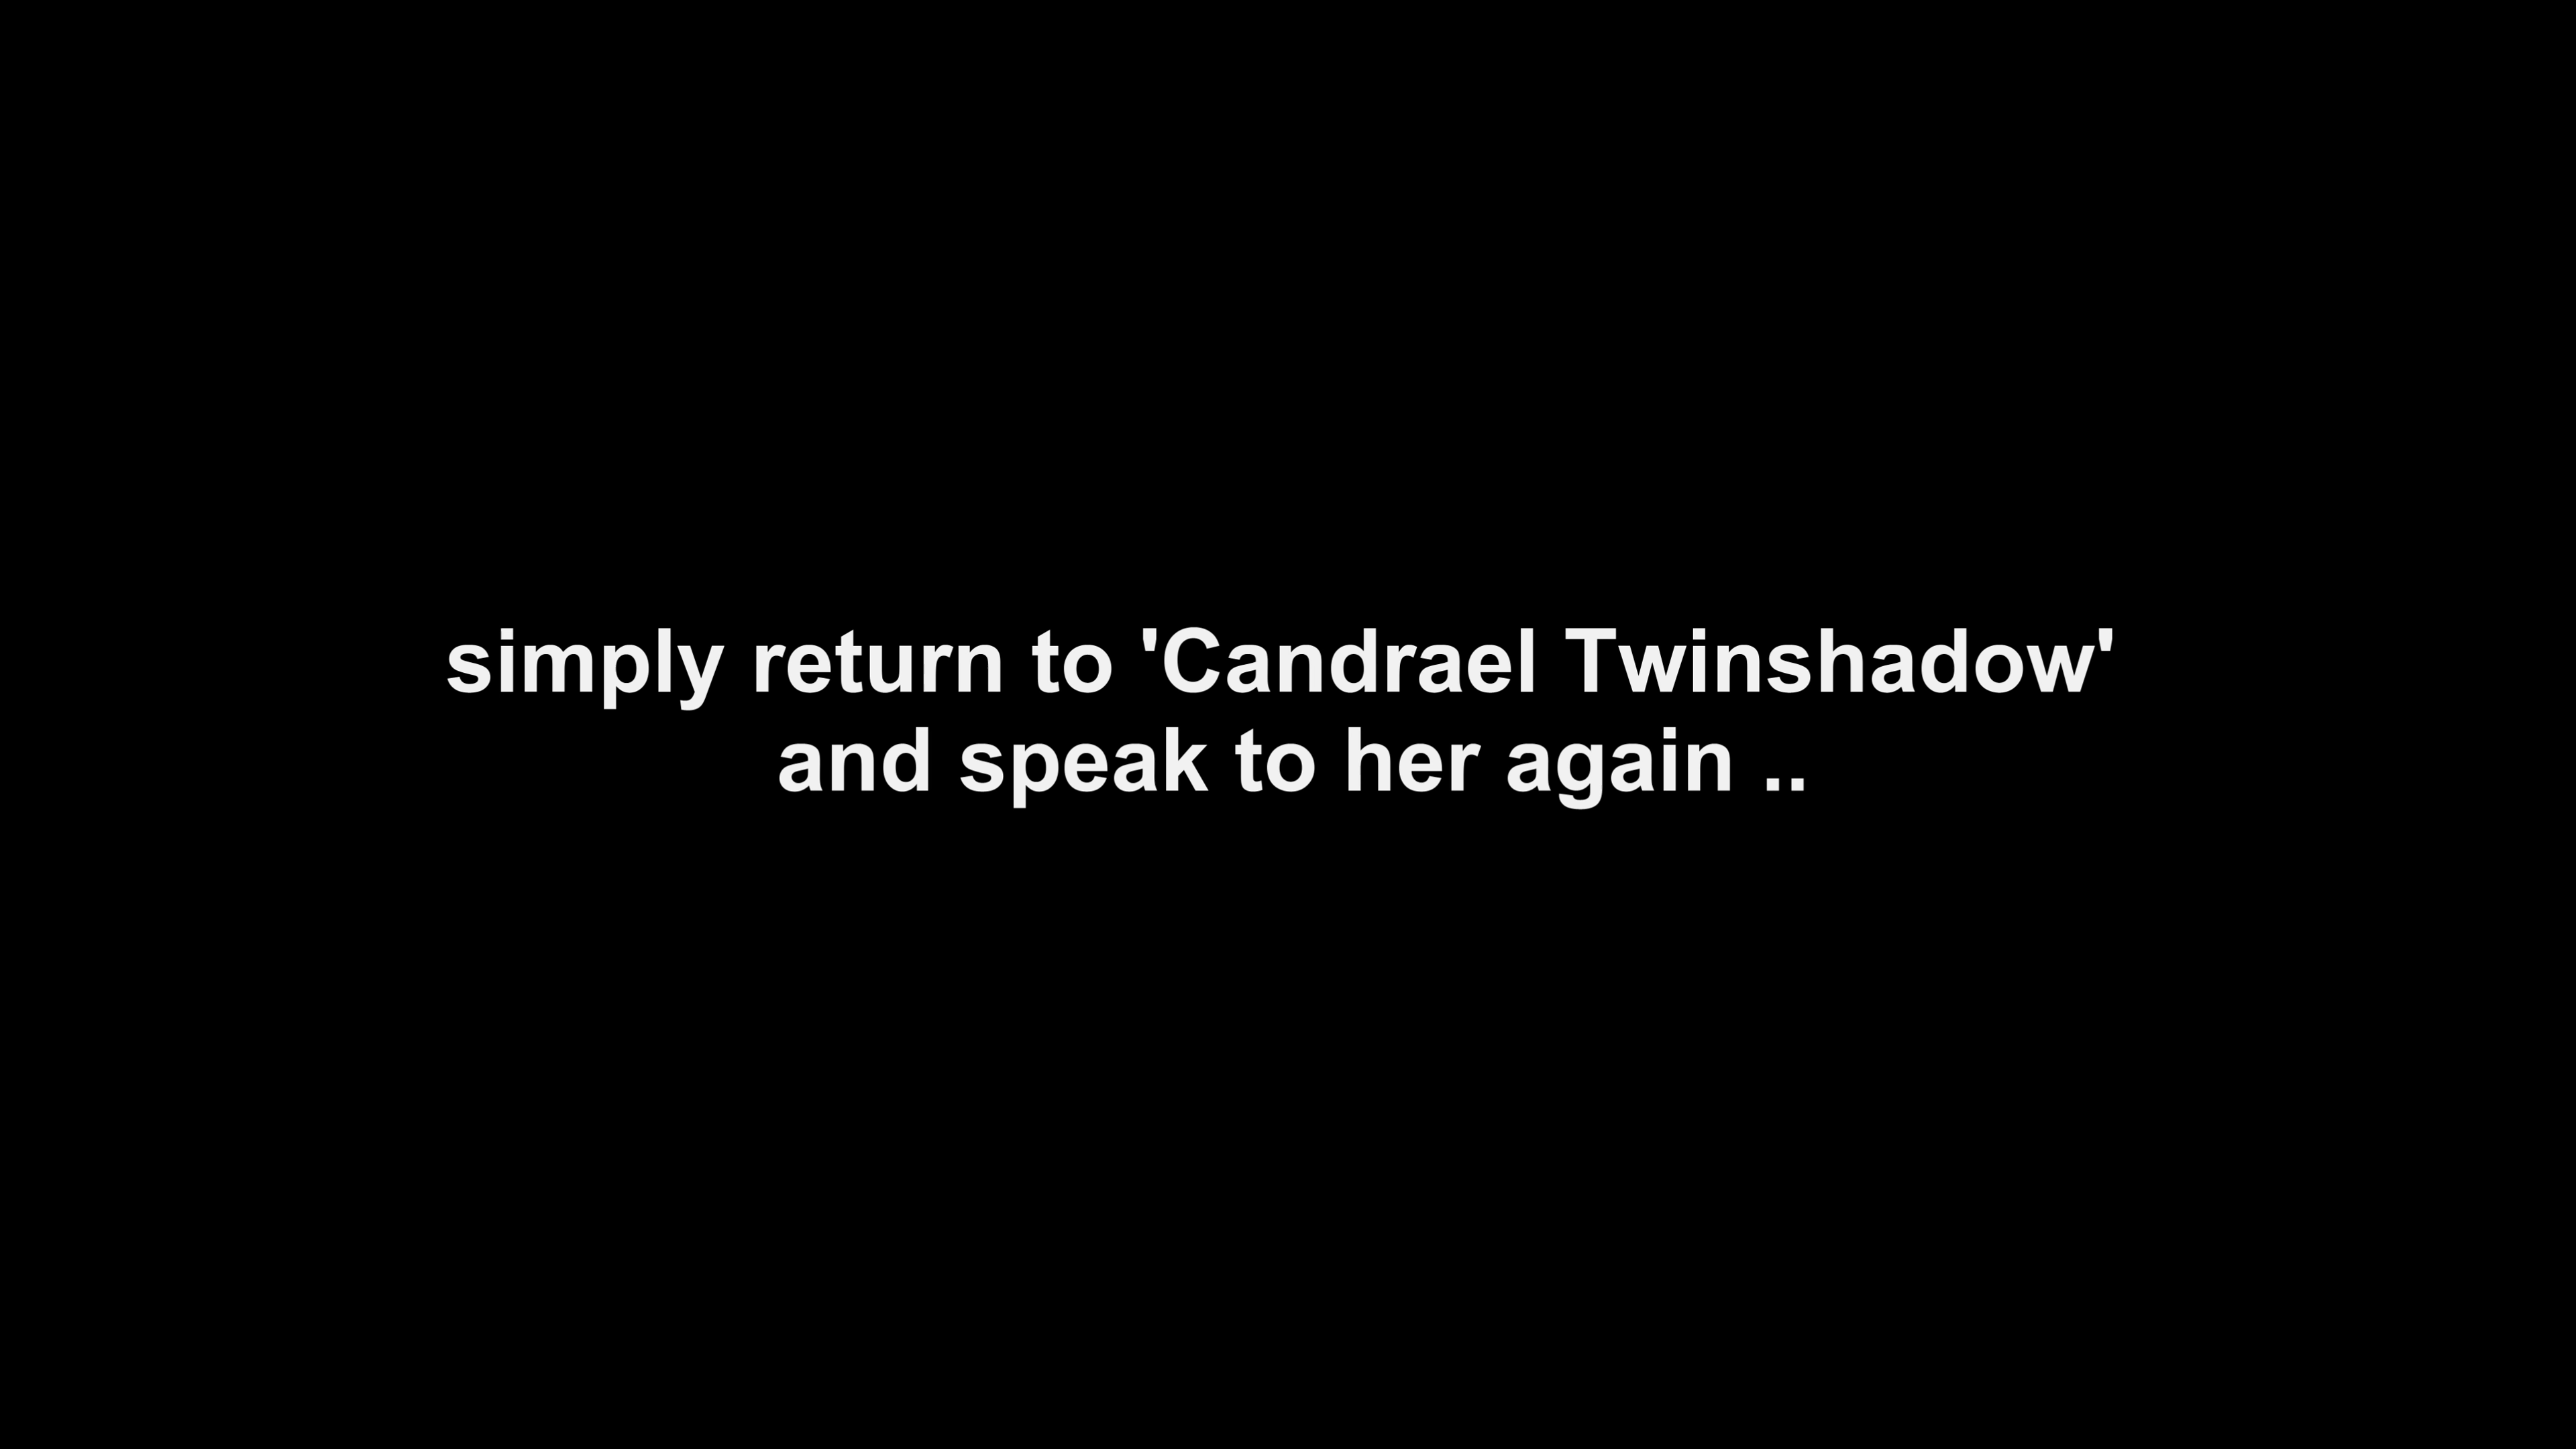 simply return to 'Candrael Twinshadow'
and speak to her again ..